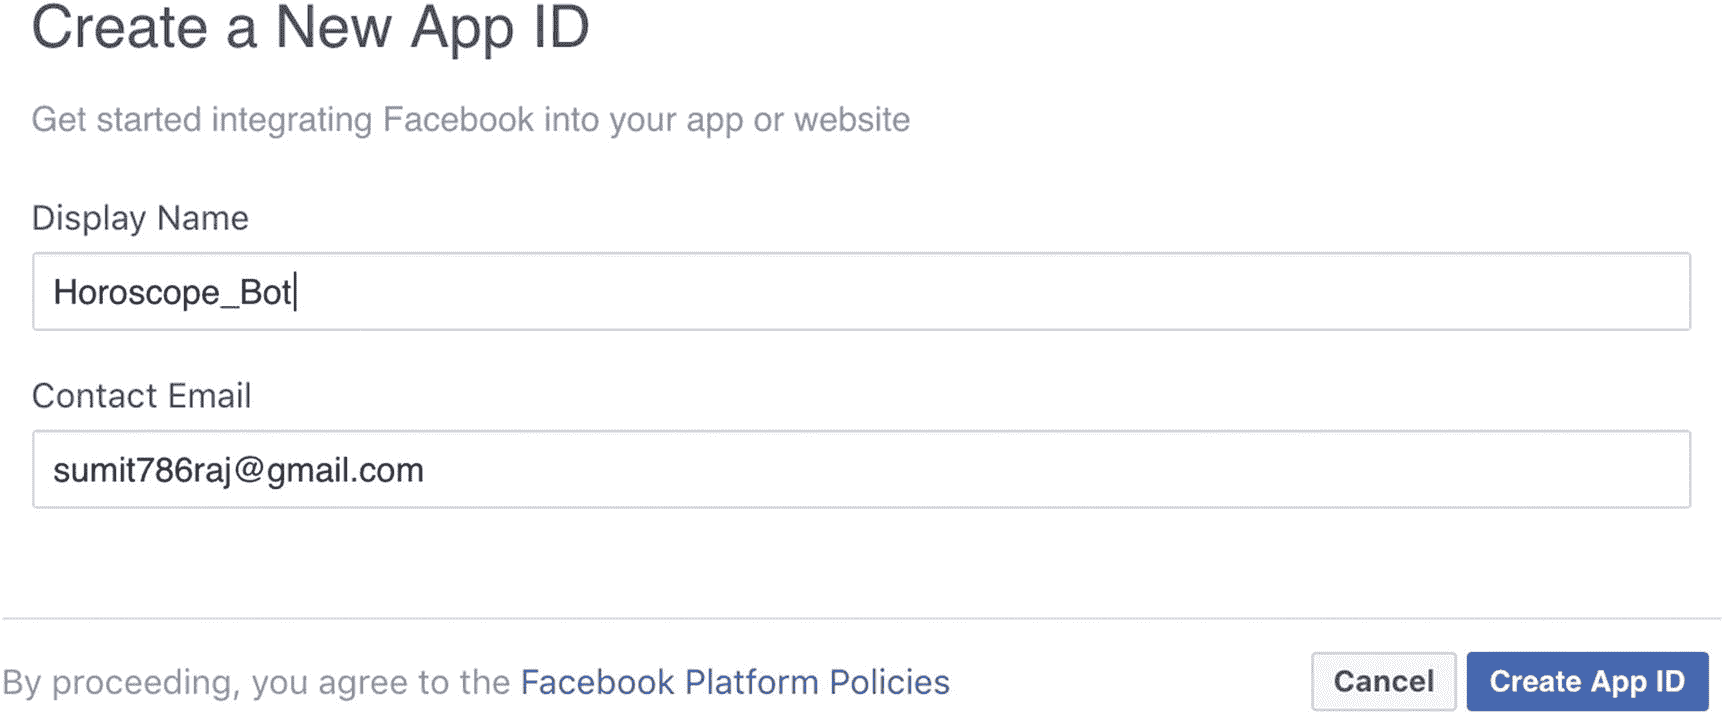 Create a New App ID
Get started integrating Facebook into your app or website
Display Name
Horoscope_Bot
Contact Email
sumit786raj@gmail.com
By proceeding, you agree to the Facebook Platform Policies
Cancel
Create App ID